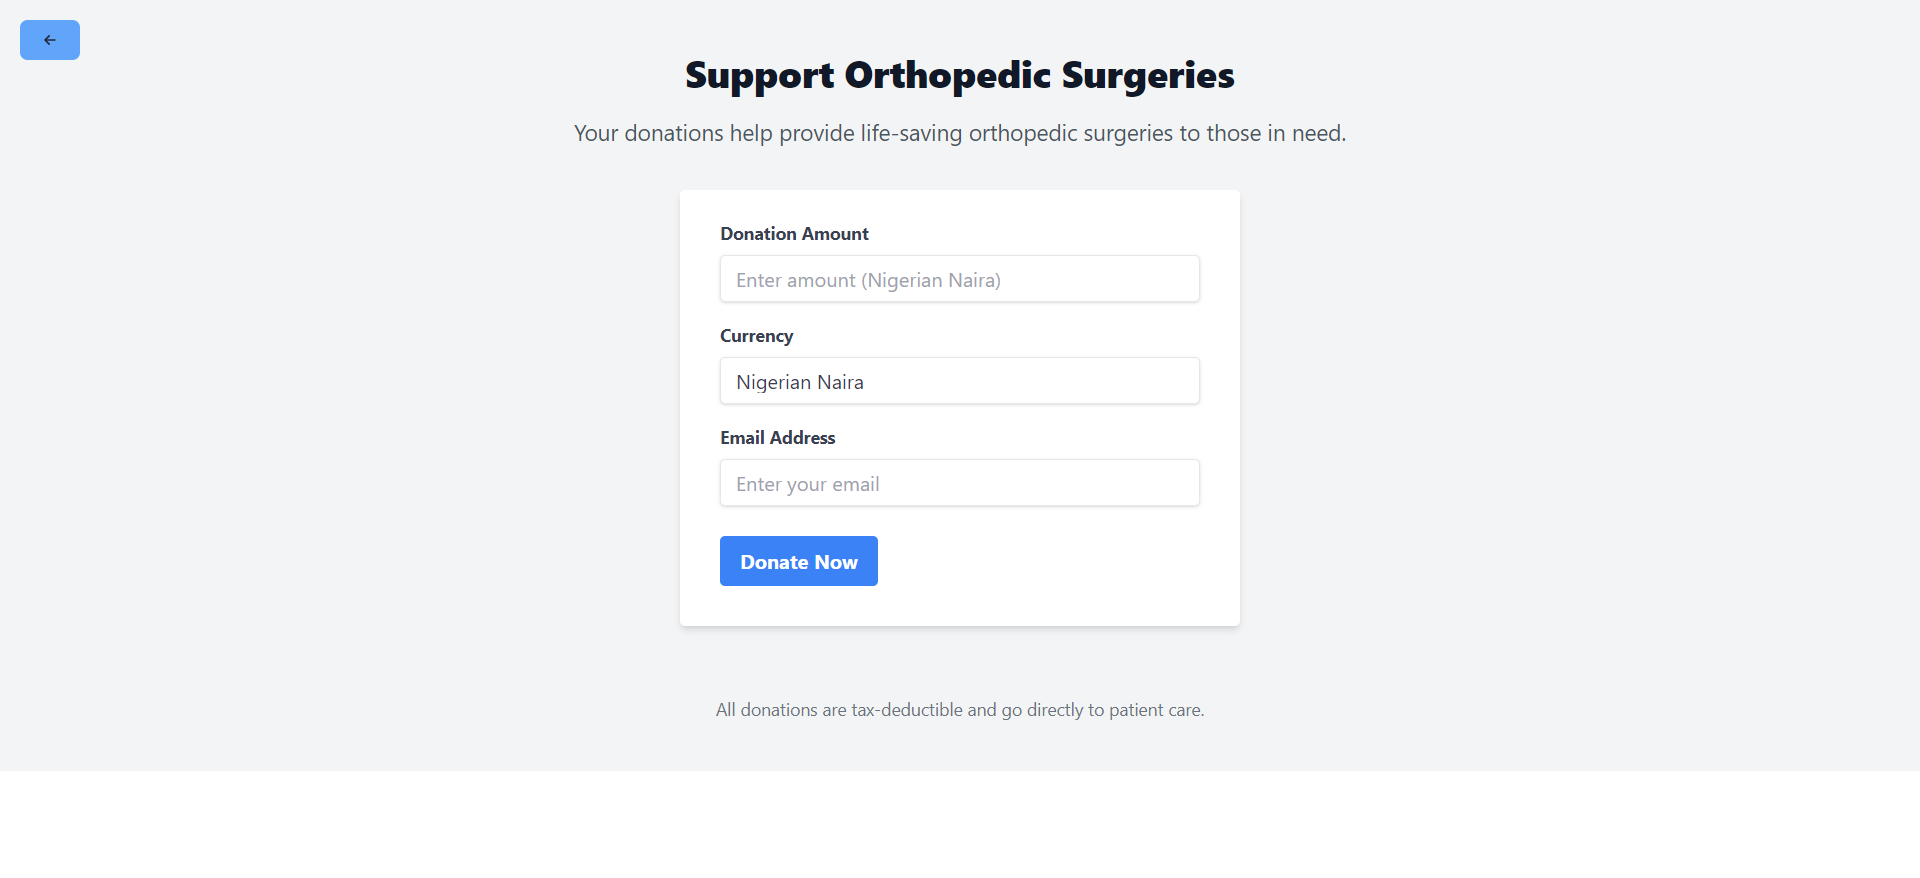 ←
Support Orthopedic Surgeries
Your donations help provide life-saving orthopedic surgeries to those in need.
Donation Amount
Enter amount (Nigerian Naira)
Currency
Nigerian Naira
Email Address
Enter your email
Donate Now
All donations are tax-deductible and go directly to patient care.